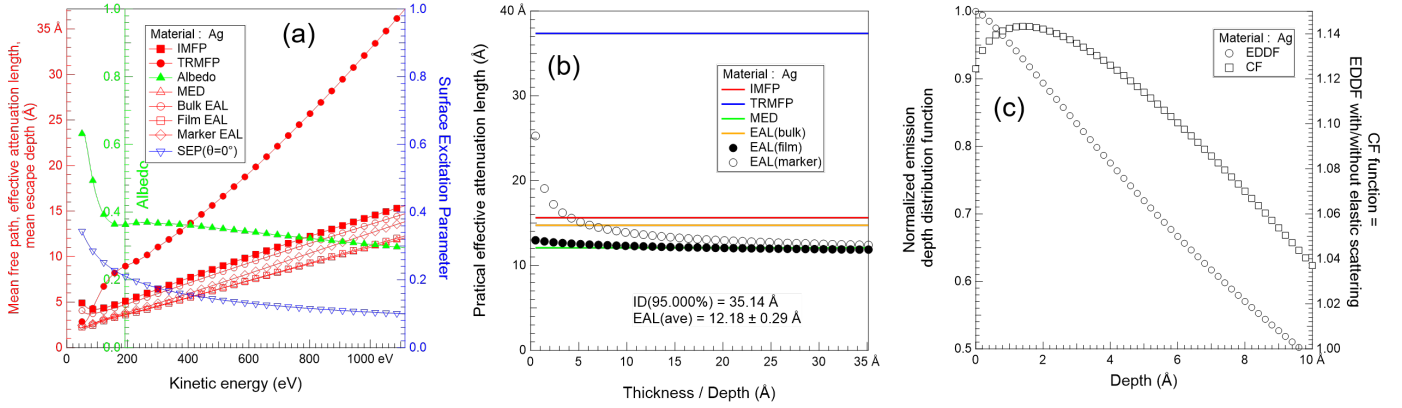 (a)
Mean free path, effective attenuation length,
mean escape depth (Å)
35 Å
30
25
20
15
10
5
0
Albedo
1.0
0.8
0.6
0.4
0.2
0.0
Material : Ag
IMFP
TRMFP
Albedo
MED
Bulk EAL
Film EAL
Marker EAL
SEP(θ=0°)
Surface Excitation Parameter
1.0
0.8
0.6
0.4
0.2
0.0
0
200
400
600
800
1000 eV
Kinetic energy (eV)
(b)
Pratical effective attenuation length (Å)
40 Å
30
20
10
0
Material : Ag
IMFP
TRMFP
MED
EAL(bulk)
EAL(film)
EAL(marker)
ID(95.000%) = 35.14 Å
EAL(ave) = 12.18 ± 0.29 Å
0
5
10
15
20
25
30
35 Å
Thickness / Depth (Å)
(c)
Normalized emission
depth distribution function
1.0
0.9
0.8
0.7
0.6
0.5
Material : Ag
EDDF
CF
CF function =
EDDF with/without elastic scattering
1.14
1.12
1.10
1.08
1.06
1.04
1.02
1.00
0
2
4
6
8
10 Å
Depth (Å)